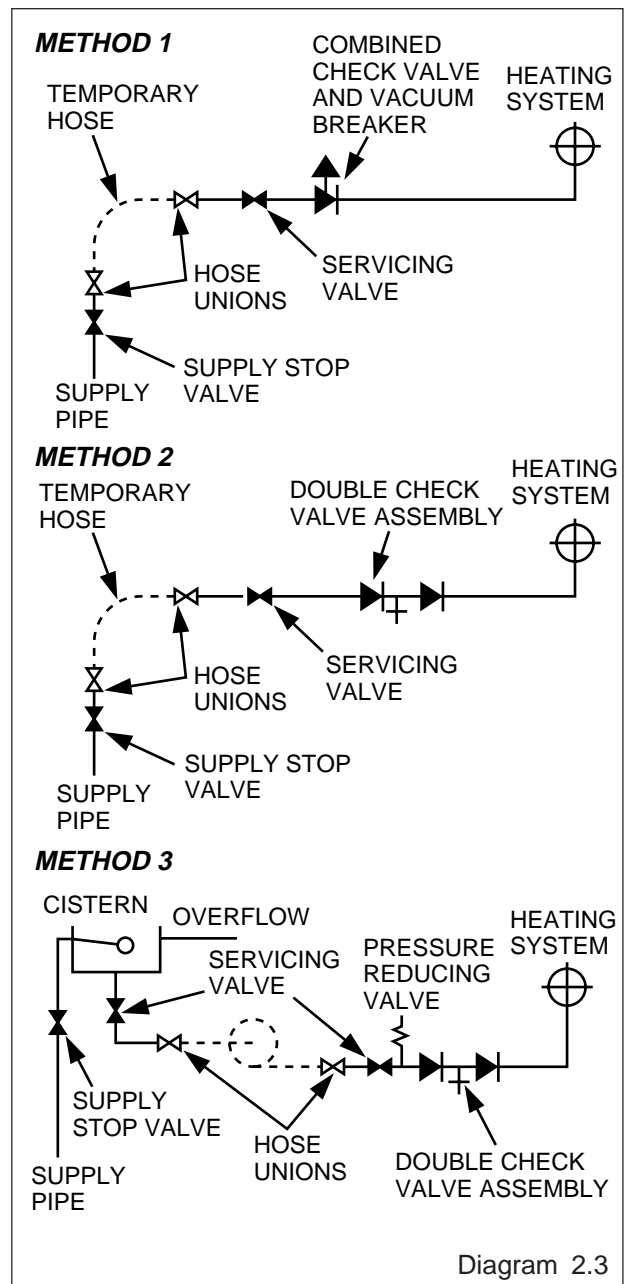 METHOD 1
TEMPORARY
HOSE
COMBINED
CHECK VALVE
AND VACUUM
BREAKER
HEATING
SYSTEM
HOSE
UNIONS
SERVICING
VALVE
SUPPLY STOP
VALVE
SUPPLY
PIPE
METHOD 2
TEMPORARY
HOSE
DOUBLE CHECK
VALVE ASSEMBLY
HEATING
SYSTEM
HOSE
UNIONS
SERVICING
VALVE
SUPPLY STOP
VALVE
SUPPLY
PIPE
METHOD 3
CISTERN
OVERFLOW
SERVICING
VALVE
PRESSURE
REDUCING
VALVE
HEATING
SYSTEM
SUPPLY
STOP VALVE
HOSE
UNIONS
DOUBLE CHECK
VALVE ASSEMBLY
SUPPLY
PIPE
Diagram 2.3